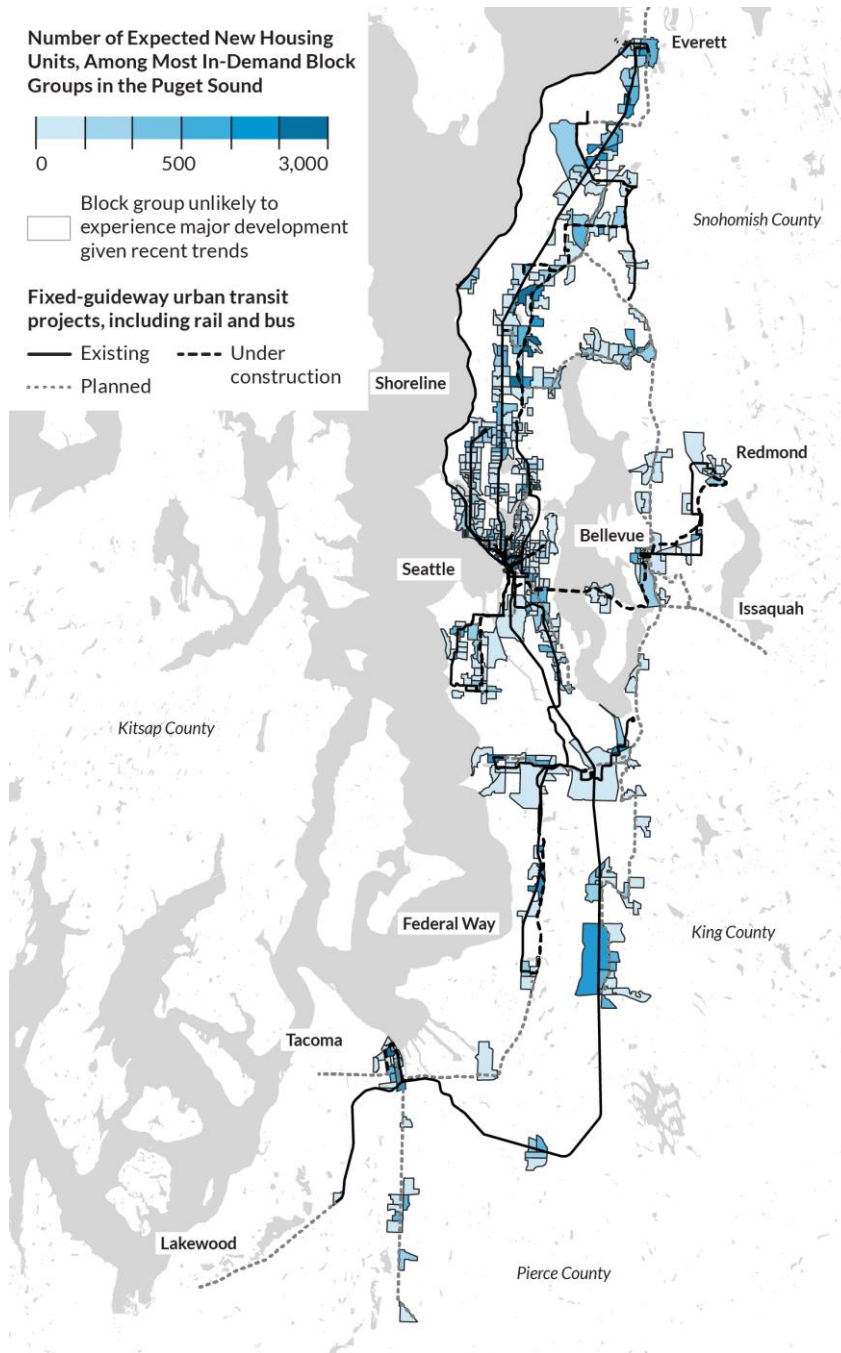 Number of Expected New Housing
Units, Among Most In-Demand Block
Groups in the Puget Sound
0 500 3,000
Block group unlikely to
experience major development
given recent trends
Fixed-guideway urban transit
projects, including rail and bus
Existing Under
construction
Planned
Everett
Snohomish County
Shoreline
Redmond
Bellevue
Seattle
Issaquah
Kitsap County
Federal Way
King County
Tacoma
Lakewood
Pierce County